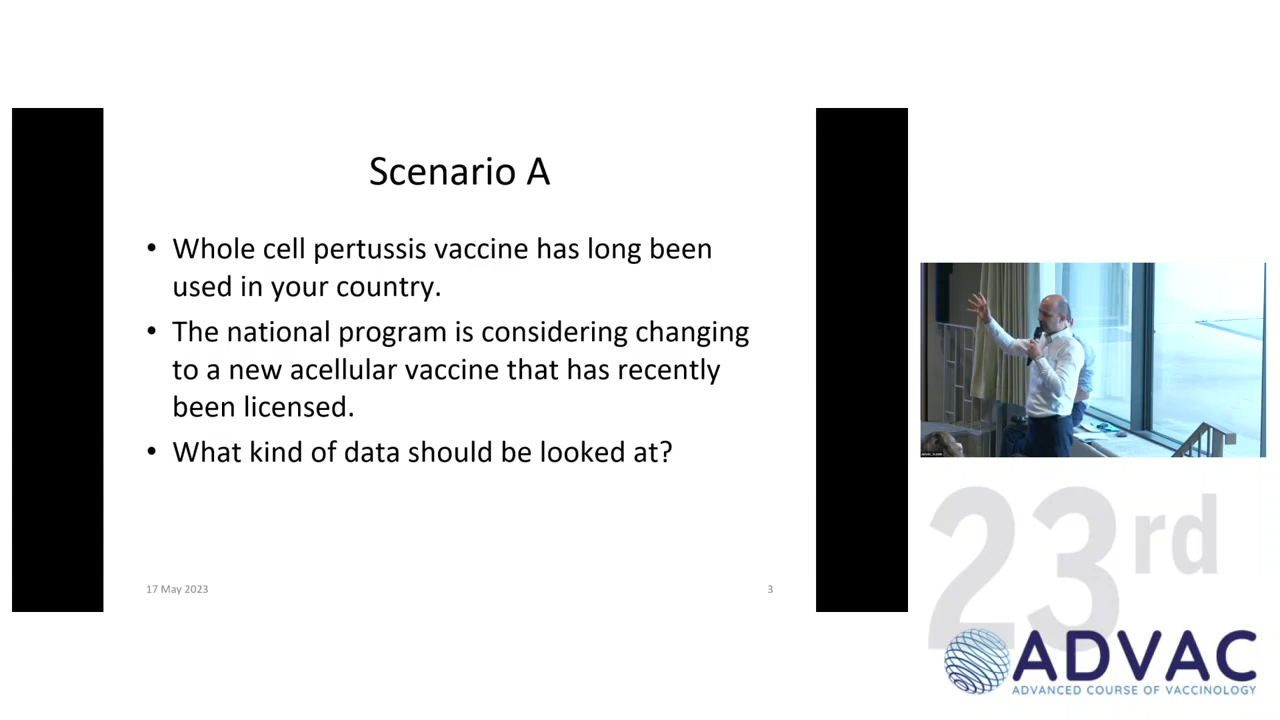 Scenario A
• Whole cell pertussis vaccine has long been
used in your country.
• The national program is considering changing
to a new acellular vaccine that has recently
been licensed.
• What kind of data should be looked at?
17 May 2023
3
23rd
ADVAC
ADVANCED COURSE OF VACCINOLOGY